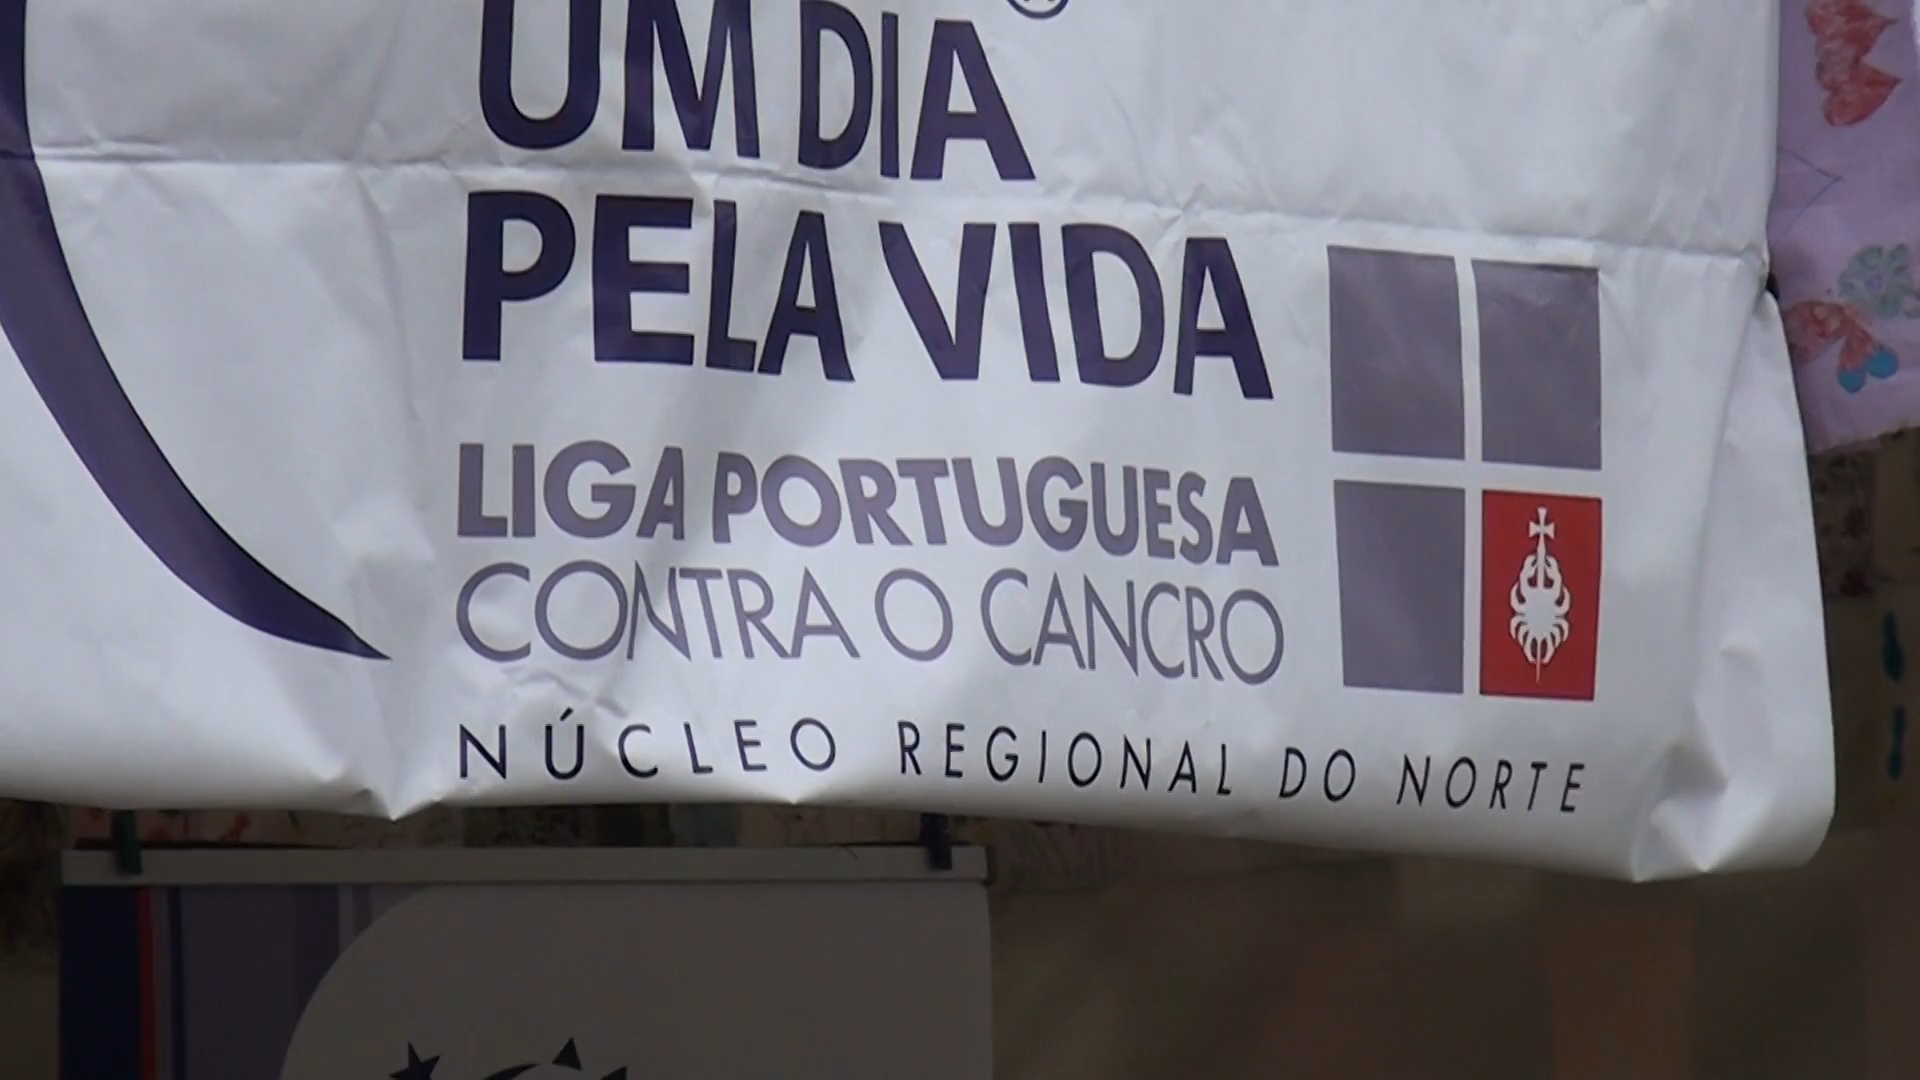 UM DIA
PELA VIDA
LIGA PORTUGUESA
CONTRA O CANCRO
NÚCLEO REGIONAL DO NORTE